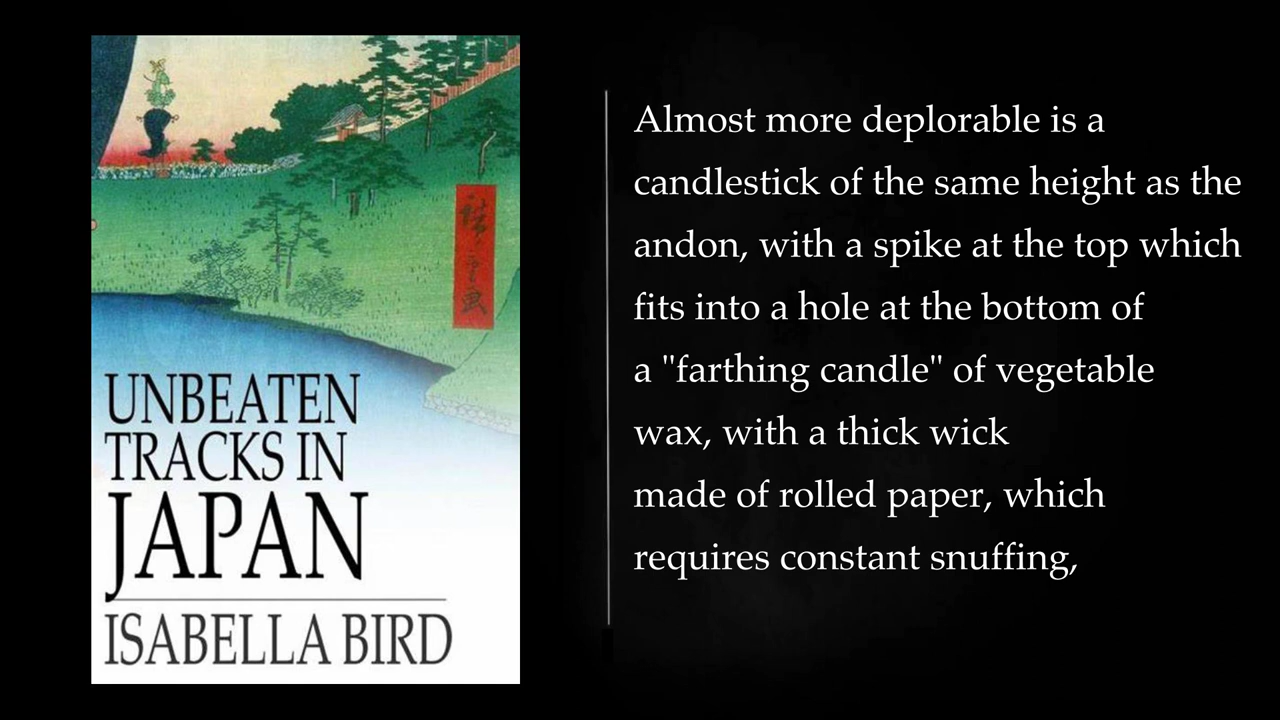 UNBEATEN
TRACKS IN
JAPAN
ISABELLA BIRD
Almost more deplorable is a
candlestick of the same height as the
andon, with a spike at the top which
fits into a hole at the bottom of
a "farthing candle" of vegetable
wax, with a thick wick
made of rolled paper, which
requires constant snuffing,